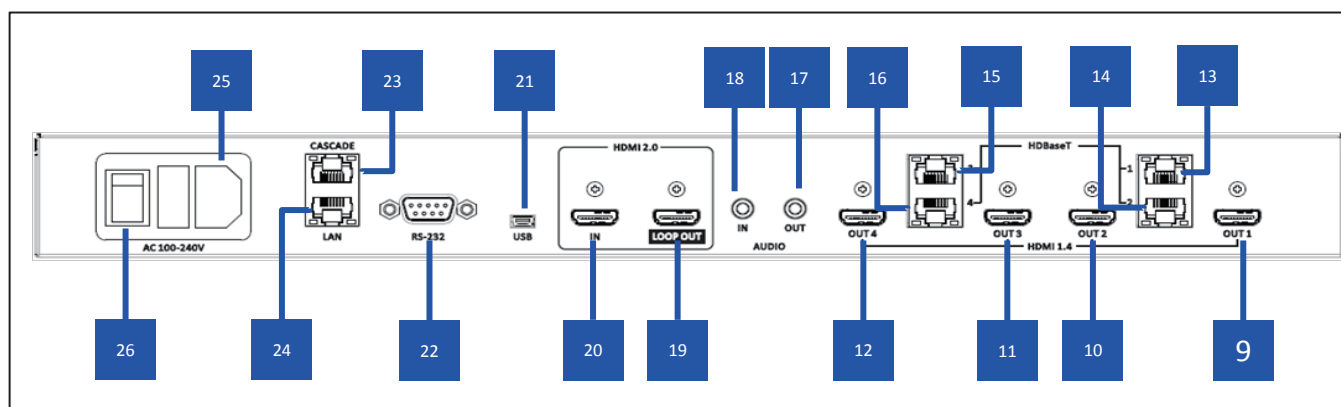 25 23 21 18 17 16 15 14 13
CASCADE
HDMI 2.0
HDBaseT
1
2
4
IN OUT
AC 100-240V
LAN
RS-232
USB
IN
LOOP OUT
AUDIO
OUT 4
OUT 3
OUT 2
OUT 1
HDMI 1.4
26 24 22 20 19 12 11 10 9